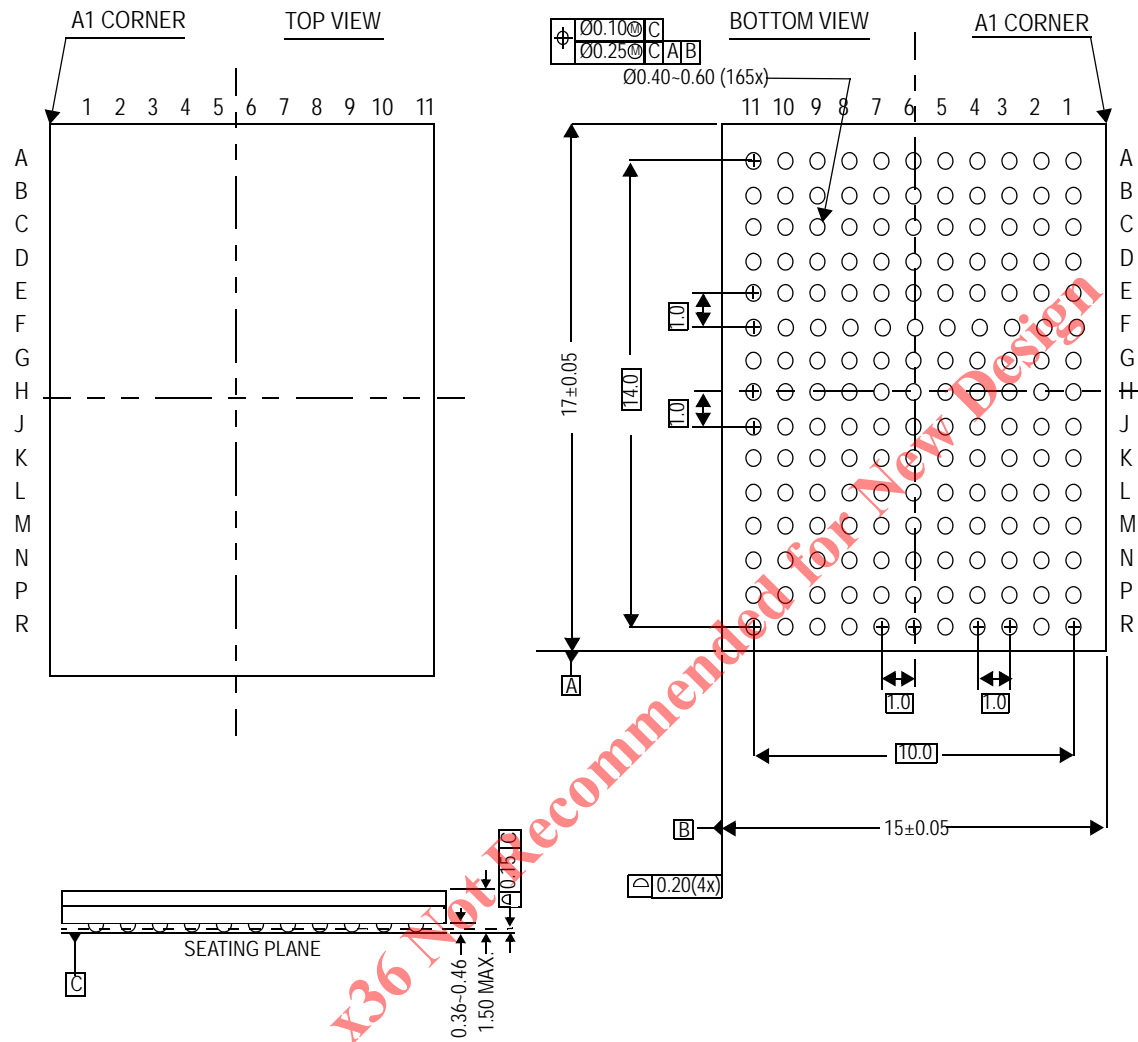 A1 CORNER
TOP VIEW
BOTTOM VIEW
A1 CORNER
Ø0.10Ⓜ C
Ø0.25Ⓜ C A B
Ø0.40~0.60 (165x)
1 2 3 4 5 6 7 8 9 10 11
11 10 9 8 7 6 5 4 3 2 1
A
B
C
D
E
F
G
H
J
K
L
M
N
P
R
A
B
C
D
E
F
G
H
J
K
L
M
N
P
R
17±0.05
14.0
1.0
1.0
A
1.0
1.0
10.0
B
15±0.05
0.20(4x)
0.15 C
SEATING PLANE
C
0.36~0.46
1.50 MAX.
x36 Not Recommended for New Design